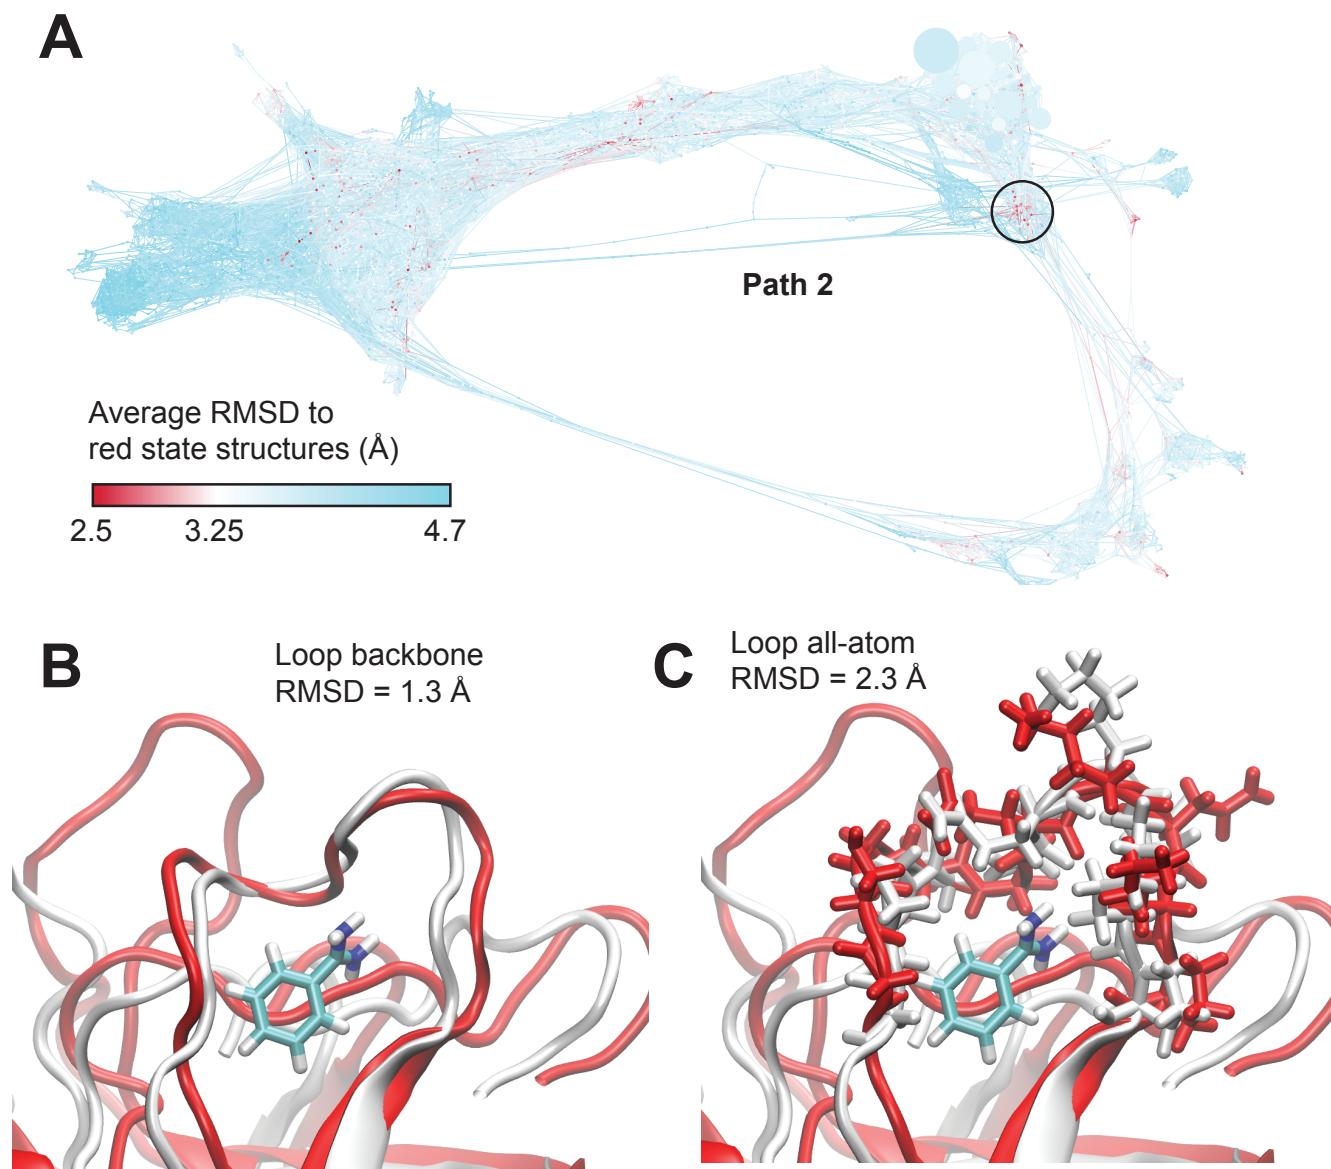 A
Path 2
Average RMSD to
red state structures (Å)
2.5 3.25 4.7
B
Loop backbone
RMSD = 1.3 Å
C
Loop all-atom
RMSD = 2.3 Å